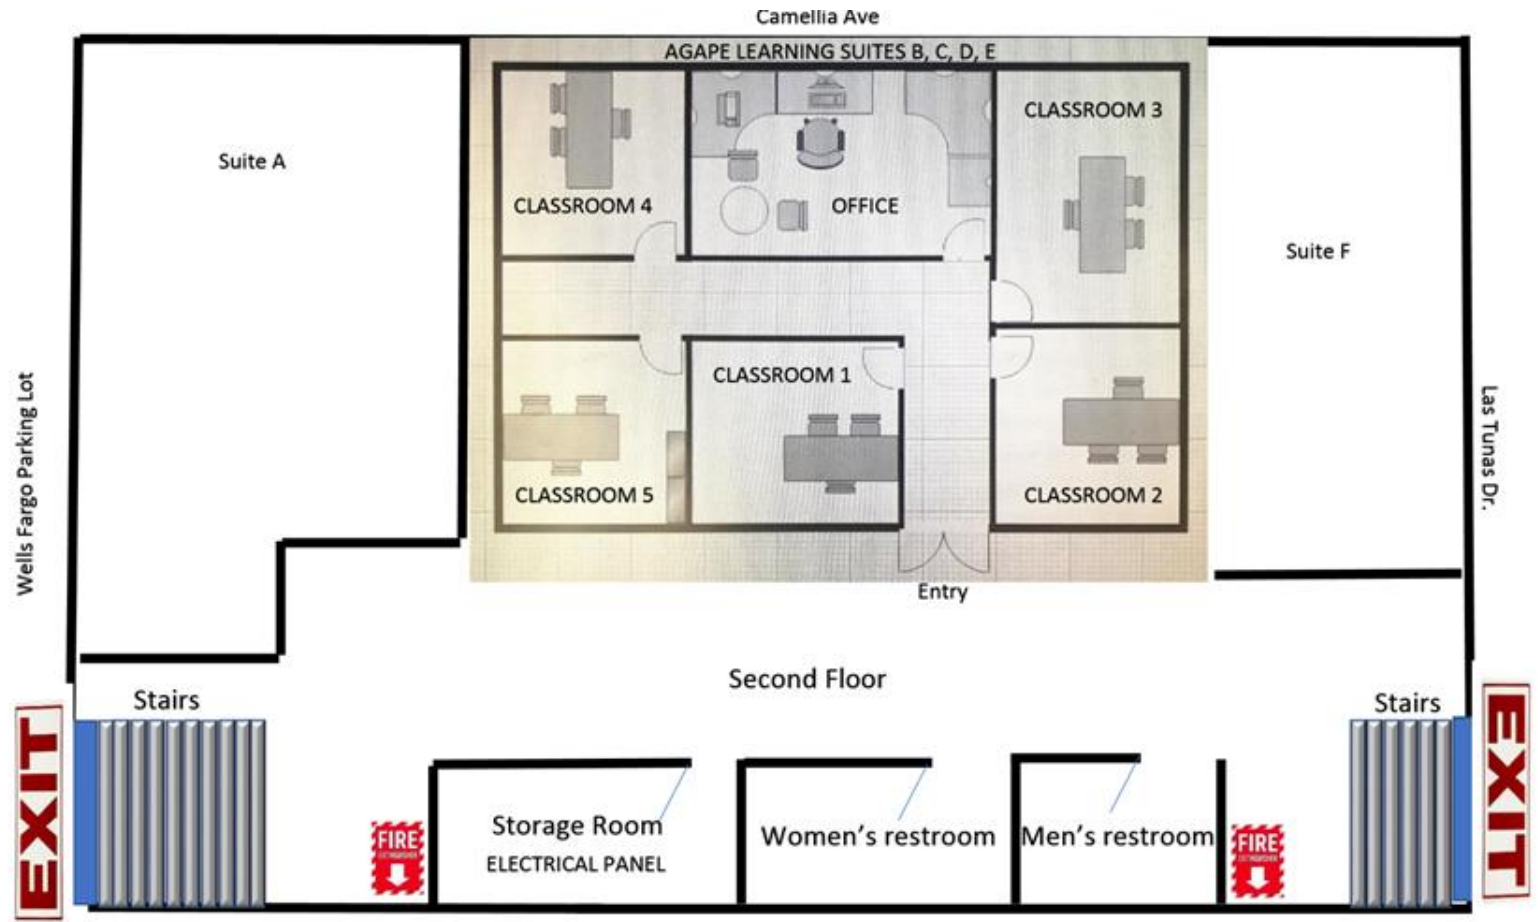 Camellia Ave
AGAPE LEARNING SUITES B, C, D, E
CLASSROOM 3
Suite A
CLASSROOM 4
OFFICE
Suite F
CLASSROOM 1
Wells Fargo Parking Lot
Las Tunas Dr.
CLASSROOM 5
CLASSROOM 2
Entry
Second Floor
Stairs
Stairs
EXIT
EXIT
Storage Room
ELECTRICAL PANEL
Women's restroom
Men's restroom
FIRE
EXTINGUISHER
FIRE
EXTINGUISHER